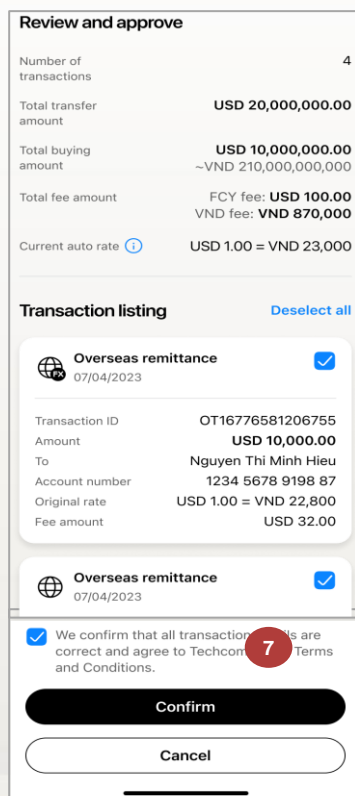 Review and approve
Number of transactions 4
Total transfer amount USD 20,000,000.00
Total buying amount USD 10,000,000.00
~VND 210,000,000,000
Total fee amount FCY fee: USD 100.00
VND fee: VND 870,000
Current auto rate USD 1.00 = VND 23,000
Transaction listing Deselect all
FX
Overseas remittance
07/04/2023
Transaction ID OT16776581206755
Amount USD 10,000.00
To Nguyen Thi Minh Hieu
Account number 1234 5678 9198 87
Original rate USD 1.00 = VND 22,800
Fee amount USD 32.00
Overseas remittance
07/04/2023
We confirm that all transaction are
correct and agree to Terms
and Conditions.
7
Confirm
Cancel